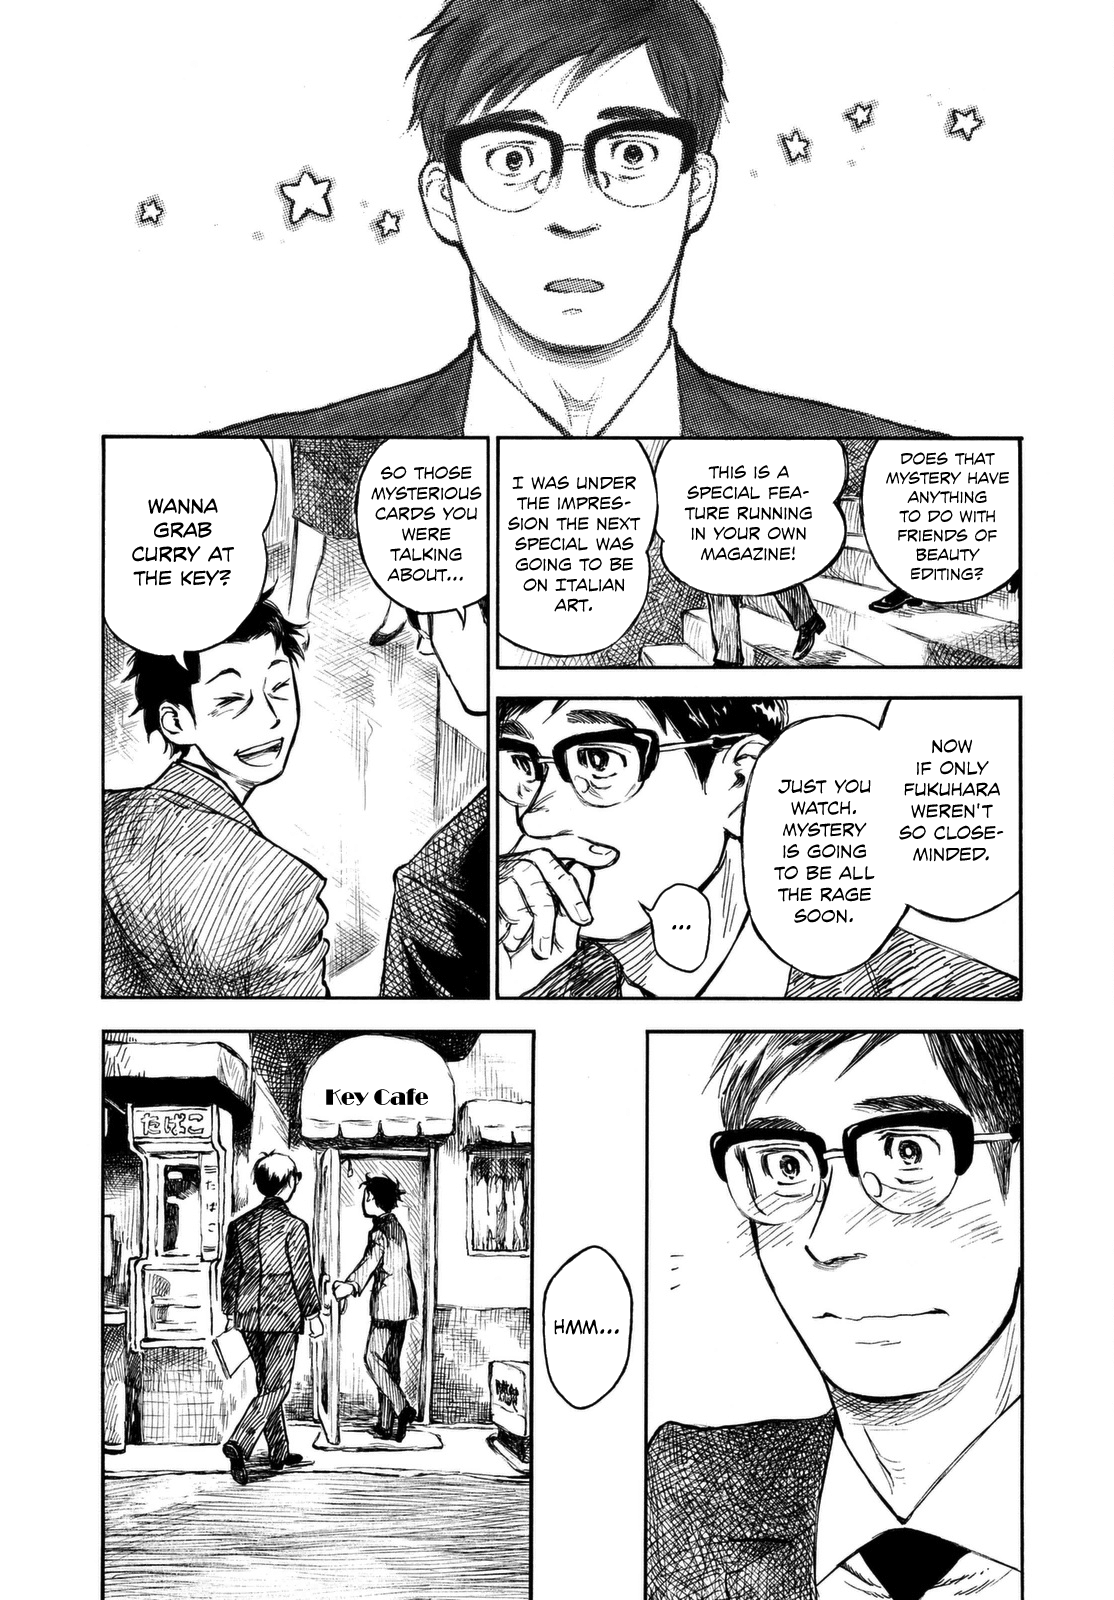 DOES THAT
MYSTERY HAVE
ANYTHING
TO DO WITH
FRIENDS OF
BEAUTY
EDITING?
THIS IS A
SPECIAL FEA-
TURE RUNNING
IN YOUR OWN
MAGAZINE!
I WAS UNDER
THE IMPRES-
SION THE NEXT
SPECIAL WAS
GOING TO BE
ON ITALIAN
ART.
SO THOSE
MYSTERIOUS
CARDS YOU
WERE
TALKING
ABOUT...
WANNA
GRAB
CURRY AT
THE KEY?
NOW
IF ONLY
FUKUHARA
WEREN'T
SO CLOSE-
MINDED.
JUST YOU
WATCH.
MYSTERY
IS GOING
TO BE ALL
THE RAGE
SOON.
...
HMM...
Key Cafe
たばこ
たばこ